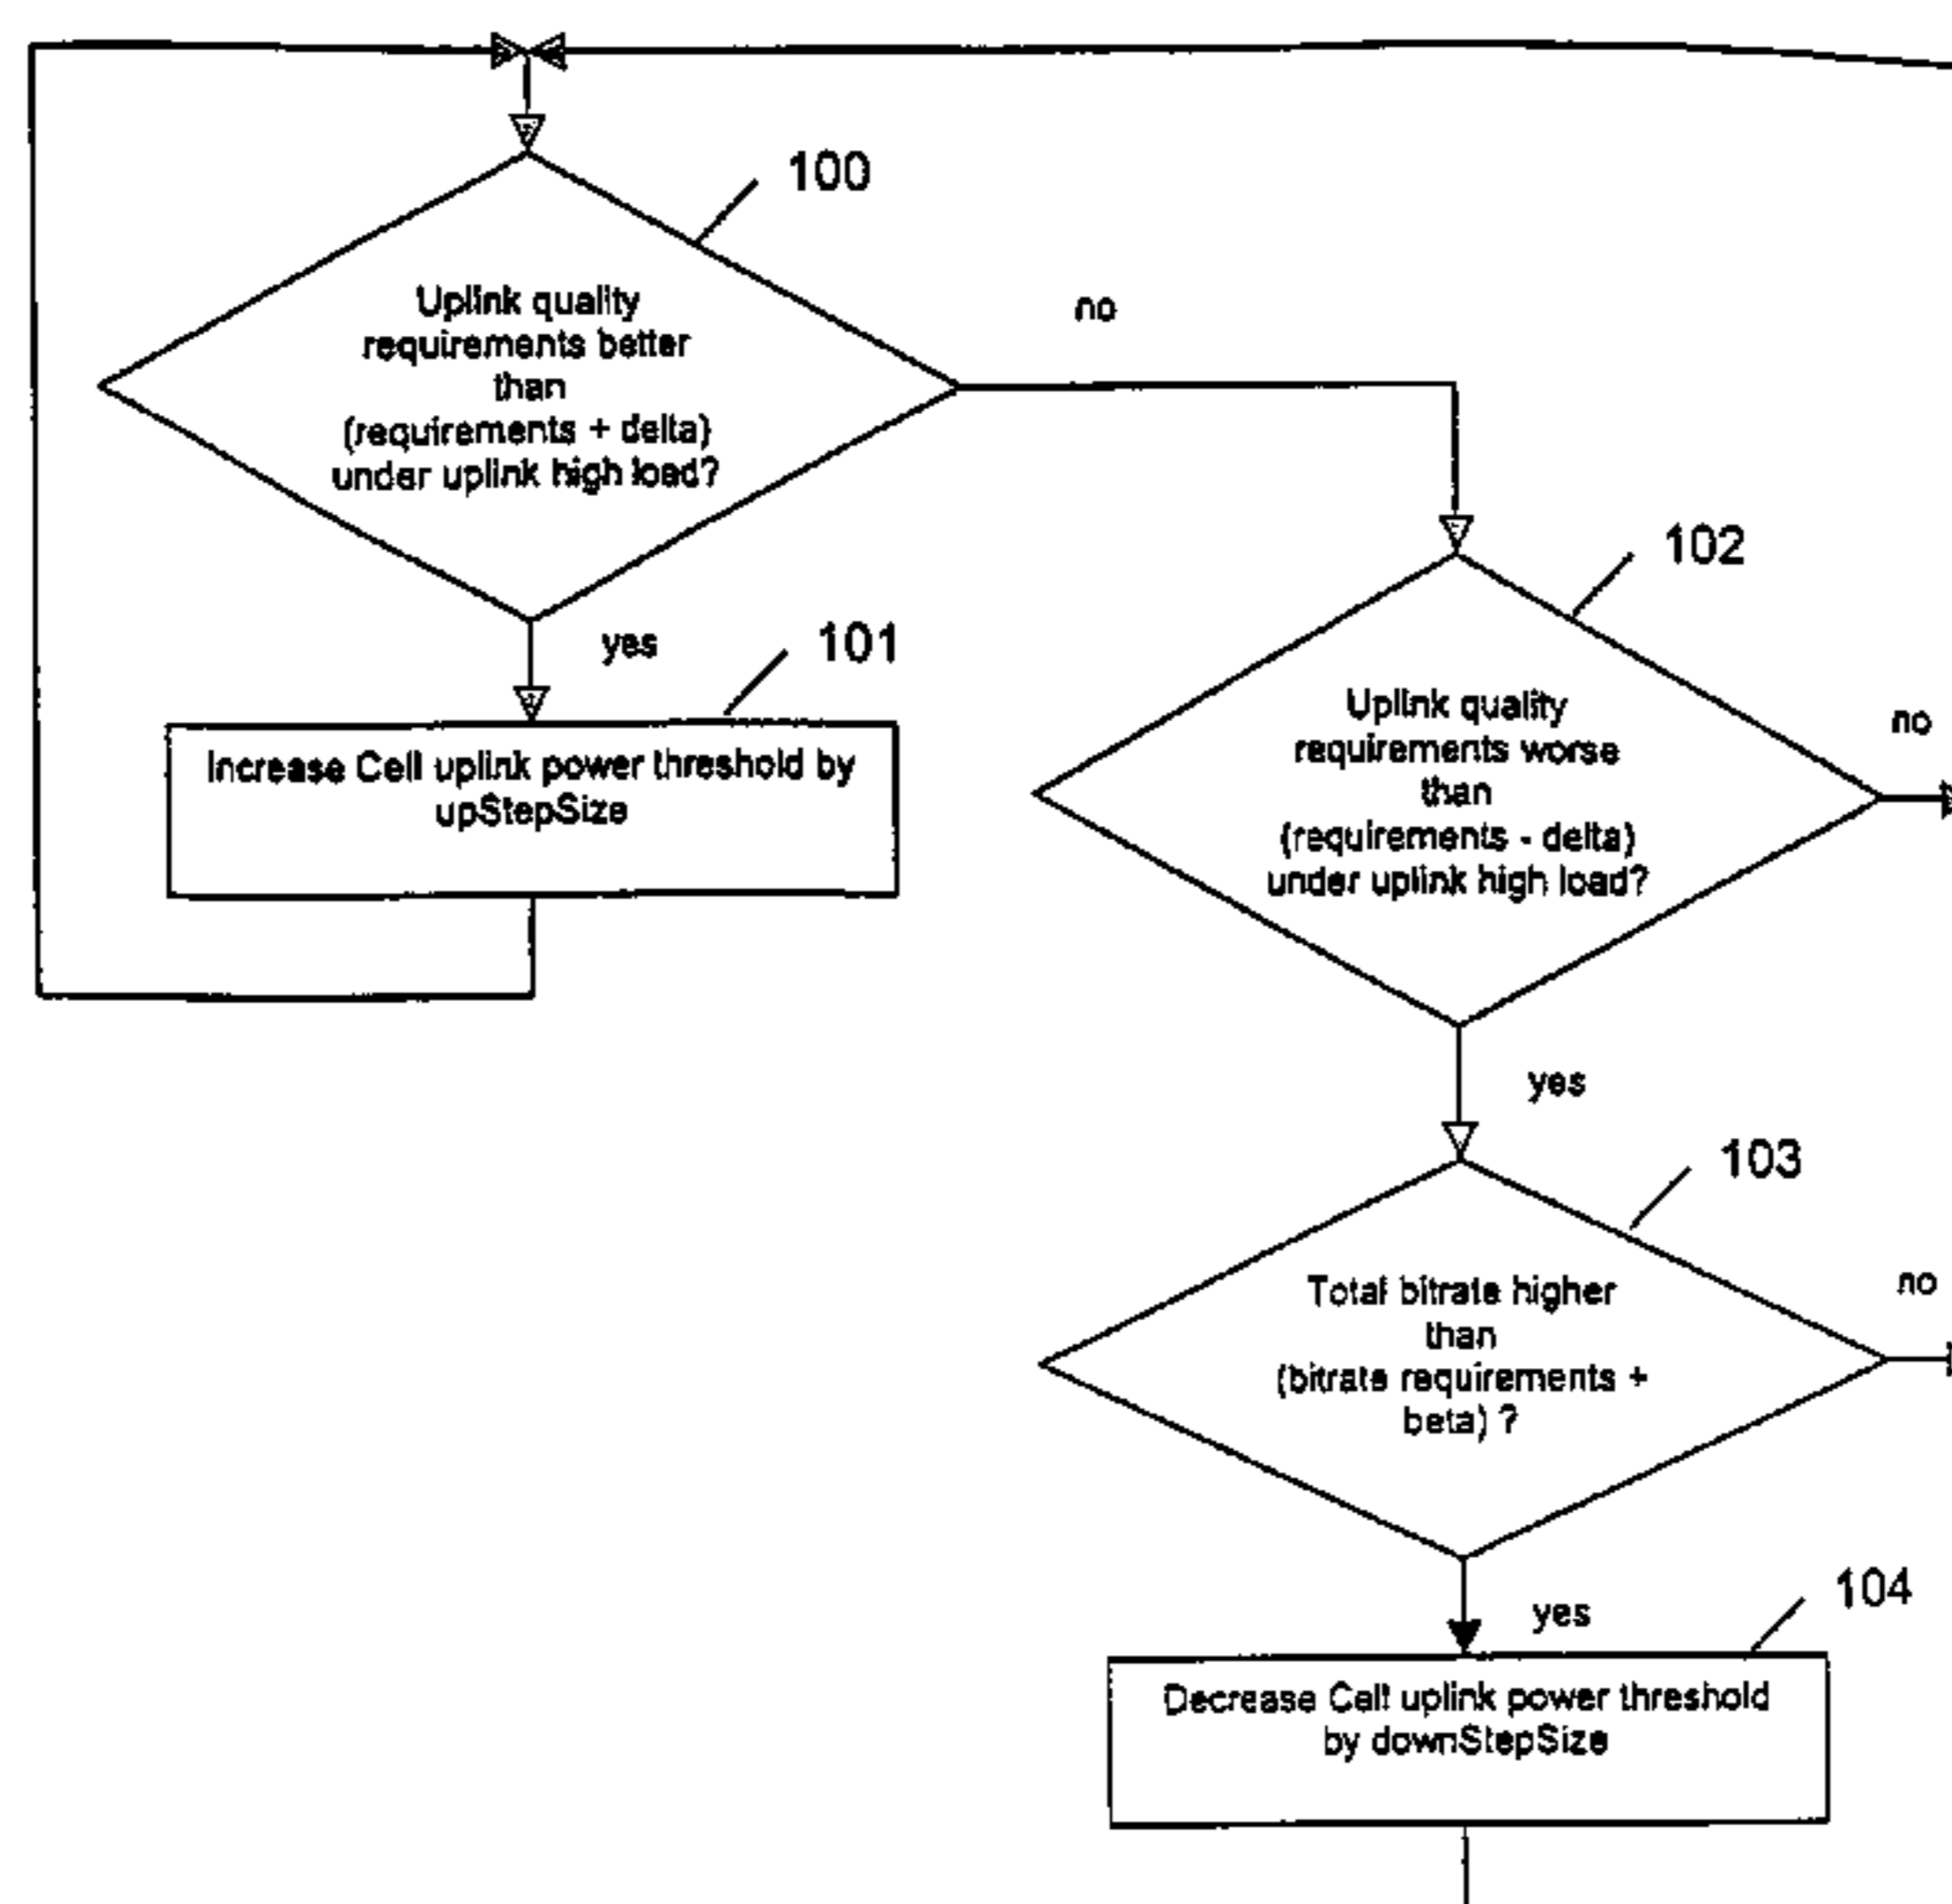 100
Uplink quality
requirements better
than
(requirements + delta)
under uplink high load?
no
yes
101
Increase Cell uplink power threshold by
upStepSize
102
Uplink quality
requirements worse
than
(requirements - delta)
under uplink high load?
no
yes
103
Total bitrate higher
than
(bitrate requirements +
beta) ?
no
yes
104
Decrease Cell uplink power threshold
by downStepSize